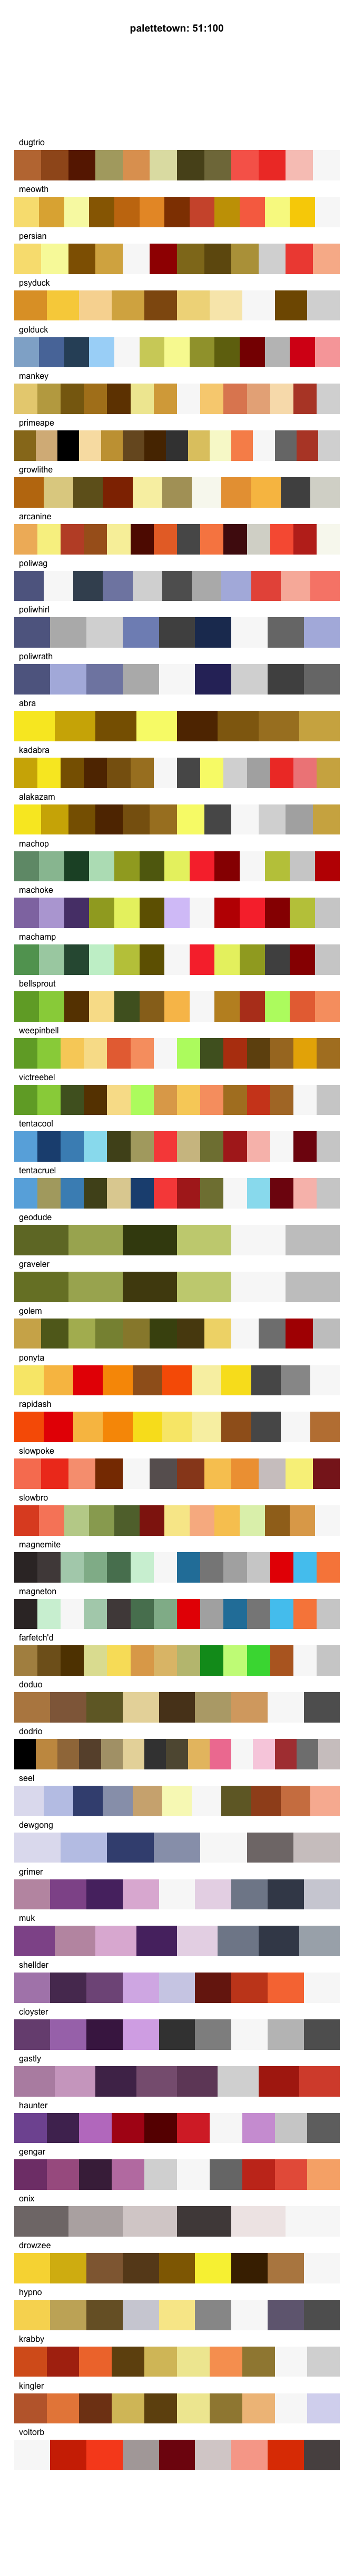 palettetown: 51:100
dugtrio
meowth
persian
psyduck
golduck
mankey
primeape
growlithe
arcanine
poliwag
poliwhirl
poliwrath
abra
kadabra
alakazam
machop
machoke
machamp
bellsprout
weepinbell
victreebel
tentacool
tentacruel
geodude
graveler
golem
ponyta
rapidash
slowpoke
slowbro
magnemite
magneton
farfetch'd
doduo
dodrio
seel
dewgong
grimer
muk
shellder
cloyster
gastly
haunter
gengar
onix
drowzee
hypno
krabby
kingler
voltorb